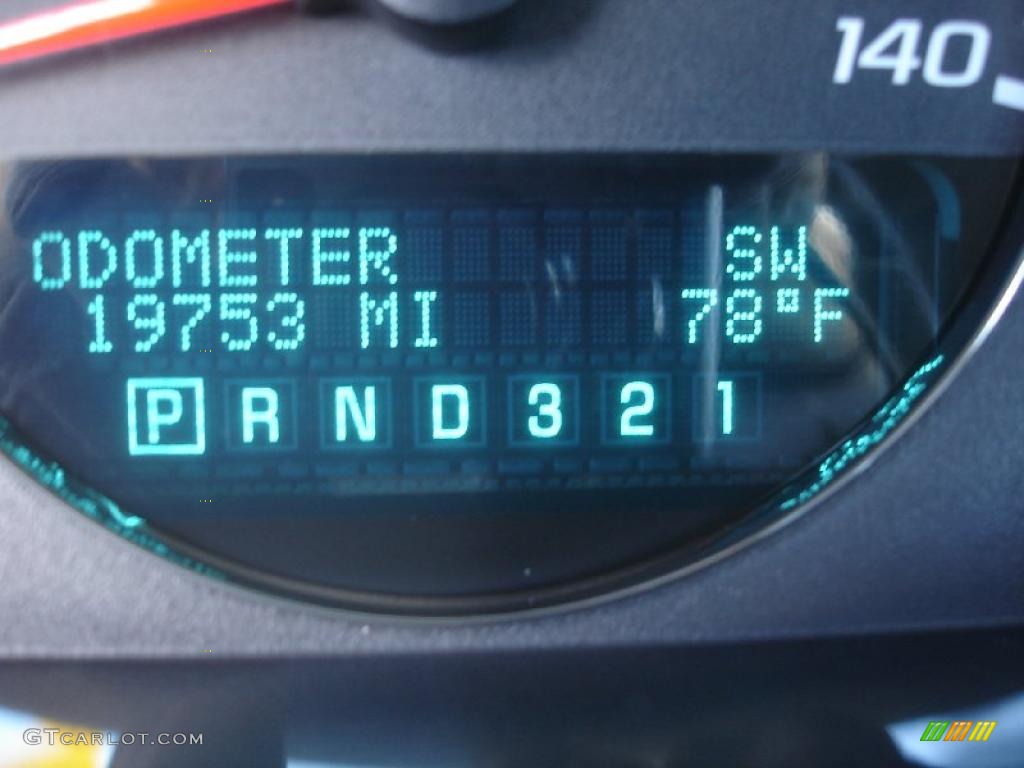 140
ODOMETER SW
19753 MI 78°F
P R N D 3 2 1
GTCARLOT.COM